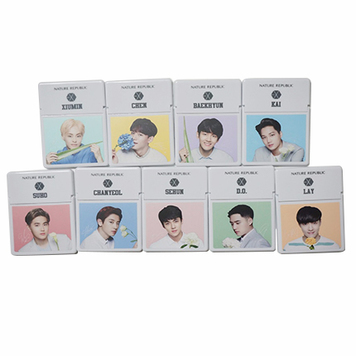 NATURE REPUBLIC
XIUMIN
NATURE REPUBLIC
CHEN
NATURE REPUBLIC
BAEKHYUN
NATURE REPUBLIC
KAI
NATURE REPUBLIC
SUHO
NATURE REPUBLIC
CHANYEOL
NATURE REPUBLIC
SEHUN
NATURE REPUBLIC
D.O.
NATURE REPUBLIC
LAY